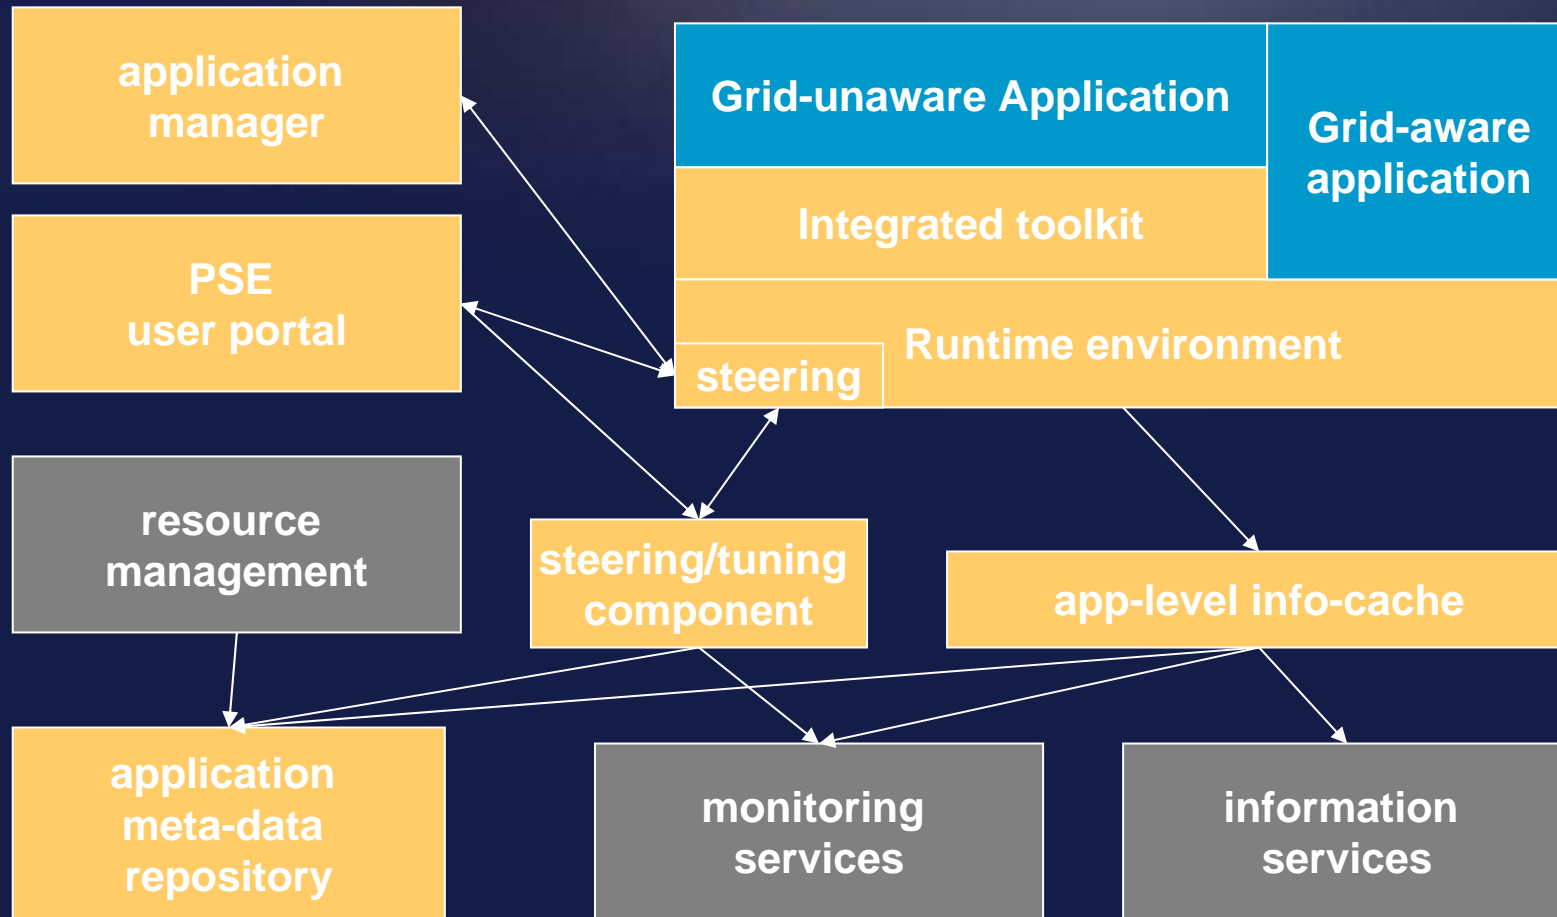 application
manager
Grid-unaware Application
Grid-aware
application
Integrated toolkit
PSE
user portal
Runtime environment
steering
resource
management
steering/tuning
component
app-level info-cache
application
meta-data
repository
monitoring
services
information
services